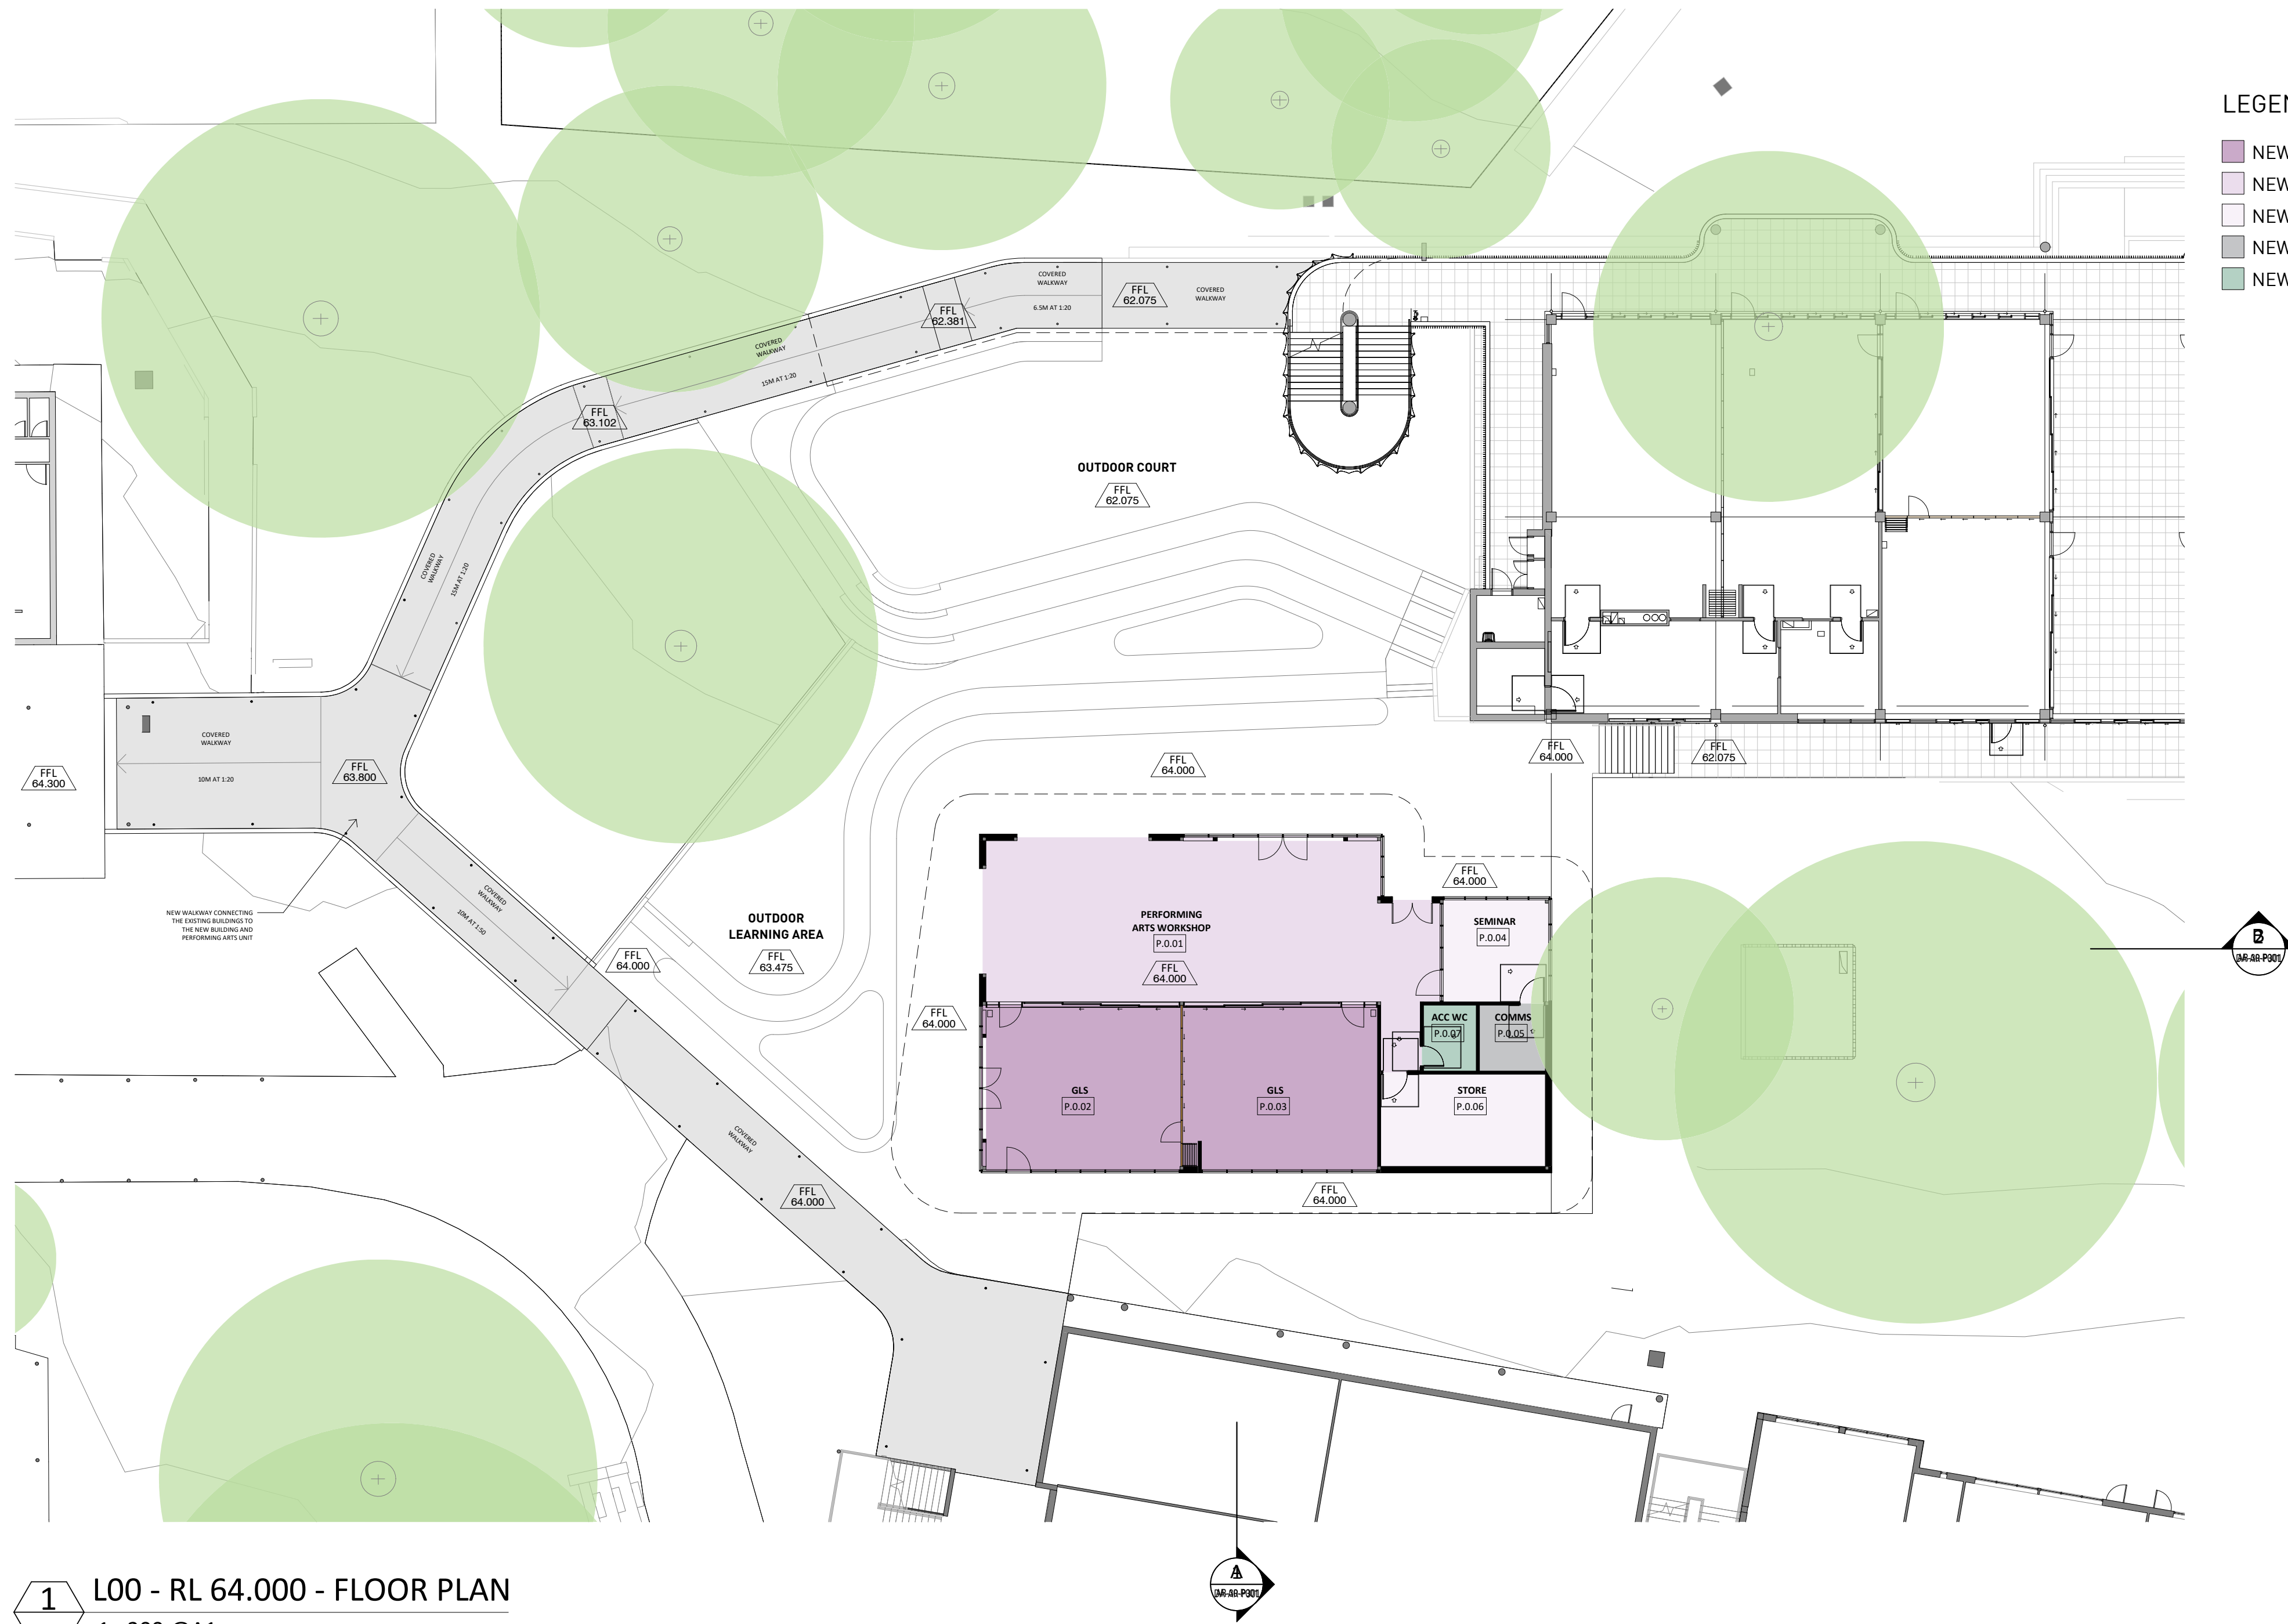 LEGEN
NEW
NEW
NEW
NEW
NEW
COVERED
WALKWAY
6.5M AT 1:20
FFL
62.075
COVERED
WALKWAY
FFL
62.381
COVERED
WALKWAY
15M AT 1:20
FFL
63.102
OUTDOOR COURT
FFL
62.075
COVERED
WALKWAY
15M AT 1:20
COVERED
WALKWAY
10M AT 1:20
FFL
64.300
FFL
63.800
FFL
64.000
FFL
64.000
FFL
62.075
NEW WALKWAY CONNECTING
THE EXISTING BUILDINGS TO
THE NEW BUILDING AND
PERFORMING ARTS UNIT
COVERED
WALKWAY
10M AT 1:50
FFL
64.000
OUTDOOR
LEARNING AREA
FFL
63.475
FFL
64.000
PERFORMING
ARTS WORKSHOP
P.0.01
FFL
64.000
FFL
64.000
SEMINAR
P.0.04
ACC WC
P.0.07
COMMS
P.0.05
GLS
P.0.02
GLS
P.0.03
STORE
P.0.06
COVERED
WALKWAY
FFL
64.000
FFL
64.000
1
L00 - RL 64.000 - FLOOR PLAN